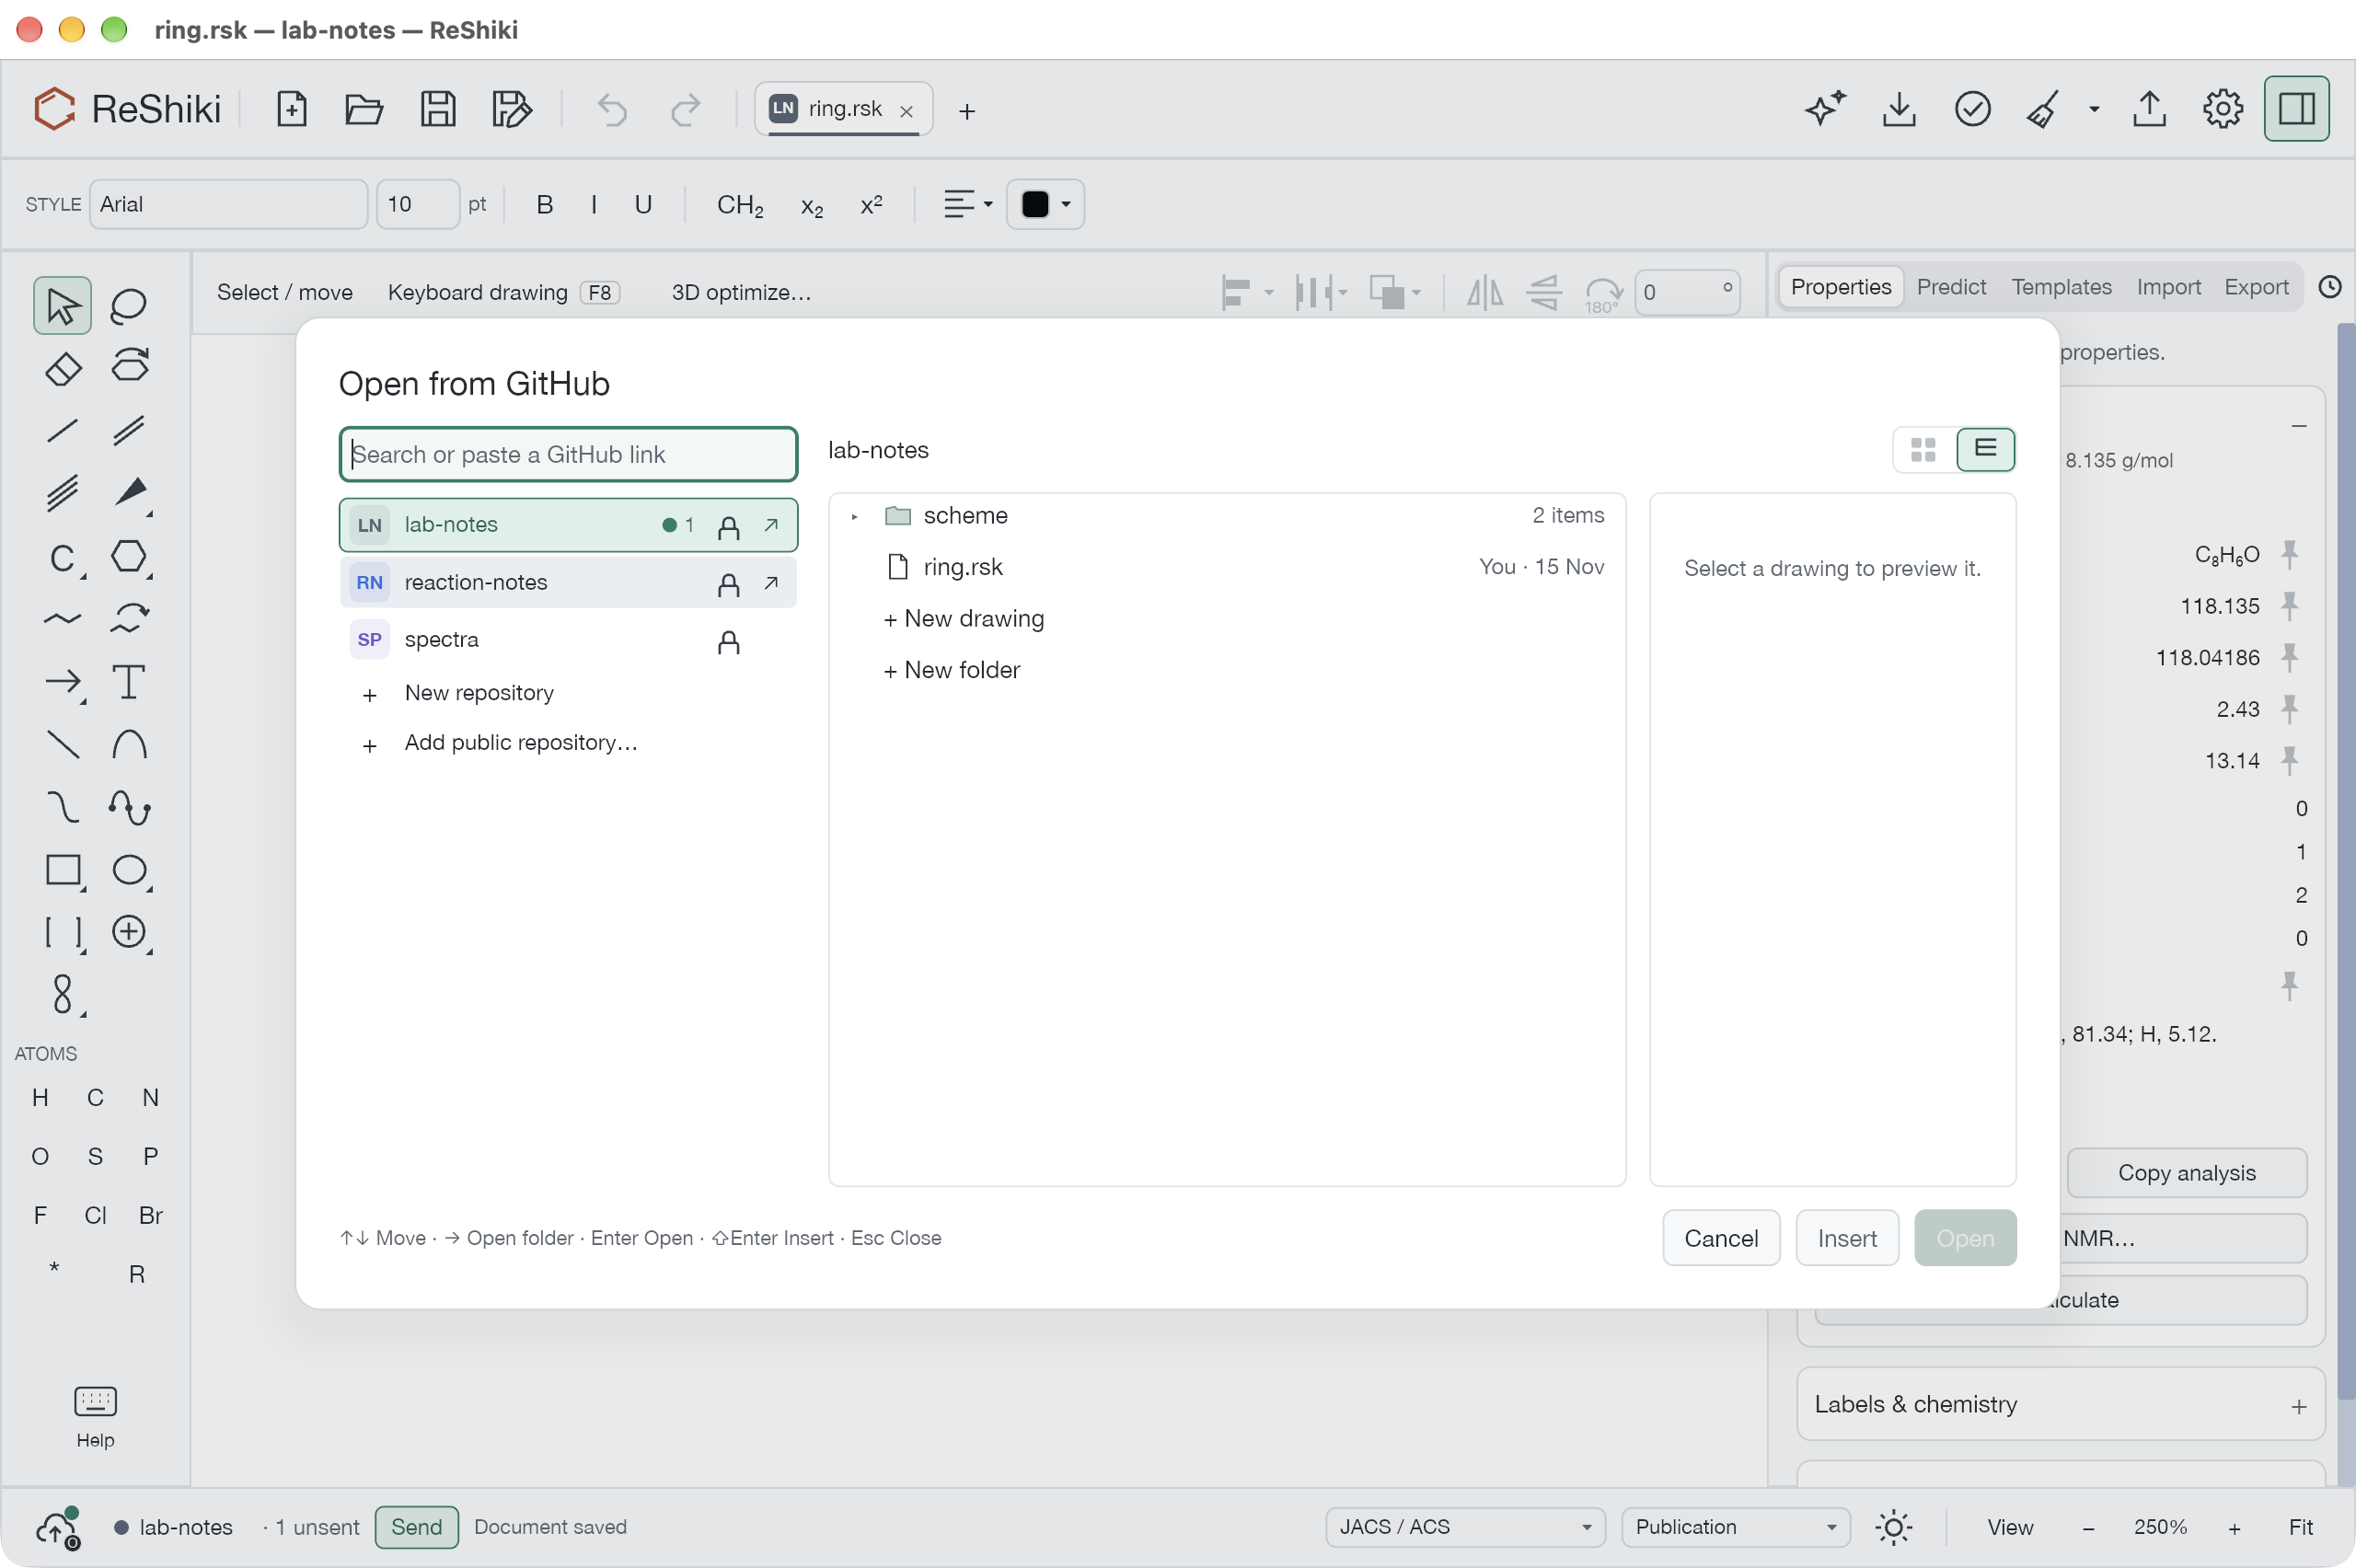 ring.rsk — lab-notes — ReShiki
ReShiki
LN ring.rsk × +
STYLE Arial 10 pt B I U CH₂ x₂ x²
Select / move Keyboard drawing F8 3D optimize...
180° 0 °
Properties Predict Templates Import Export
properties.
Open from GitHub
Search or paste a GitHub link
lab-notes
LN lab-notes 1
RN reaction-notes
SP spectra
+ New repository
+ Add public repository...
scheme 2 items
ring.rsk You · 15 Nov
+ New drawing
+ New folder
Select a drawing to preview it.
↑↓ Move · → Open folder · Enter Open · ⇧Enter Insert · Esc Close
Cancel Insert Open
8.135 g/mol
C₈H₆O
118.135
118.04186
2.43
13.14
0
1
2
0
, 81.34; H, 5.12.
Copy analysis
NMR...
culate
Labels & chemistry +
C
T
[ ]
ATOMS
H C N
O S P
F Cl Br
* R
Help
lab-notes · 1 unsent Send Document saved
JACS / ACS Publication View − 250% + Fit